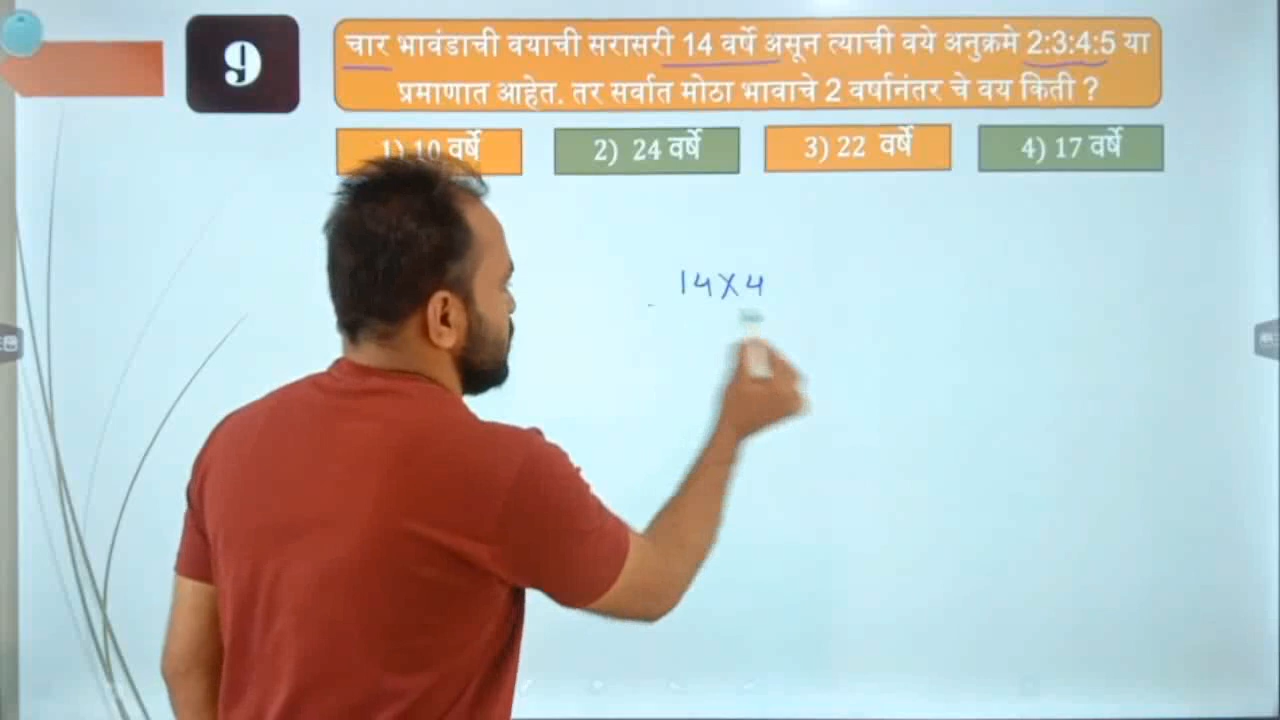 9
चार भावंडाची वयाची सरासरी 14 वर्षे असून त्याची वये अनुक्रमे 2:3:4:5 या
प्रमाणात आहेत. तर सर्वात मोठा भावाचे 2 वर्षानंतर चे वय किती ?
1) 10 वर्षे
2) 24 वर्षे
3) 22 वर्षे
4) 17 वर्षे
14x4